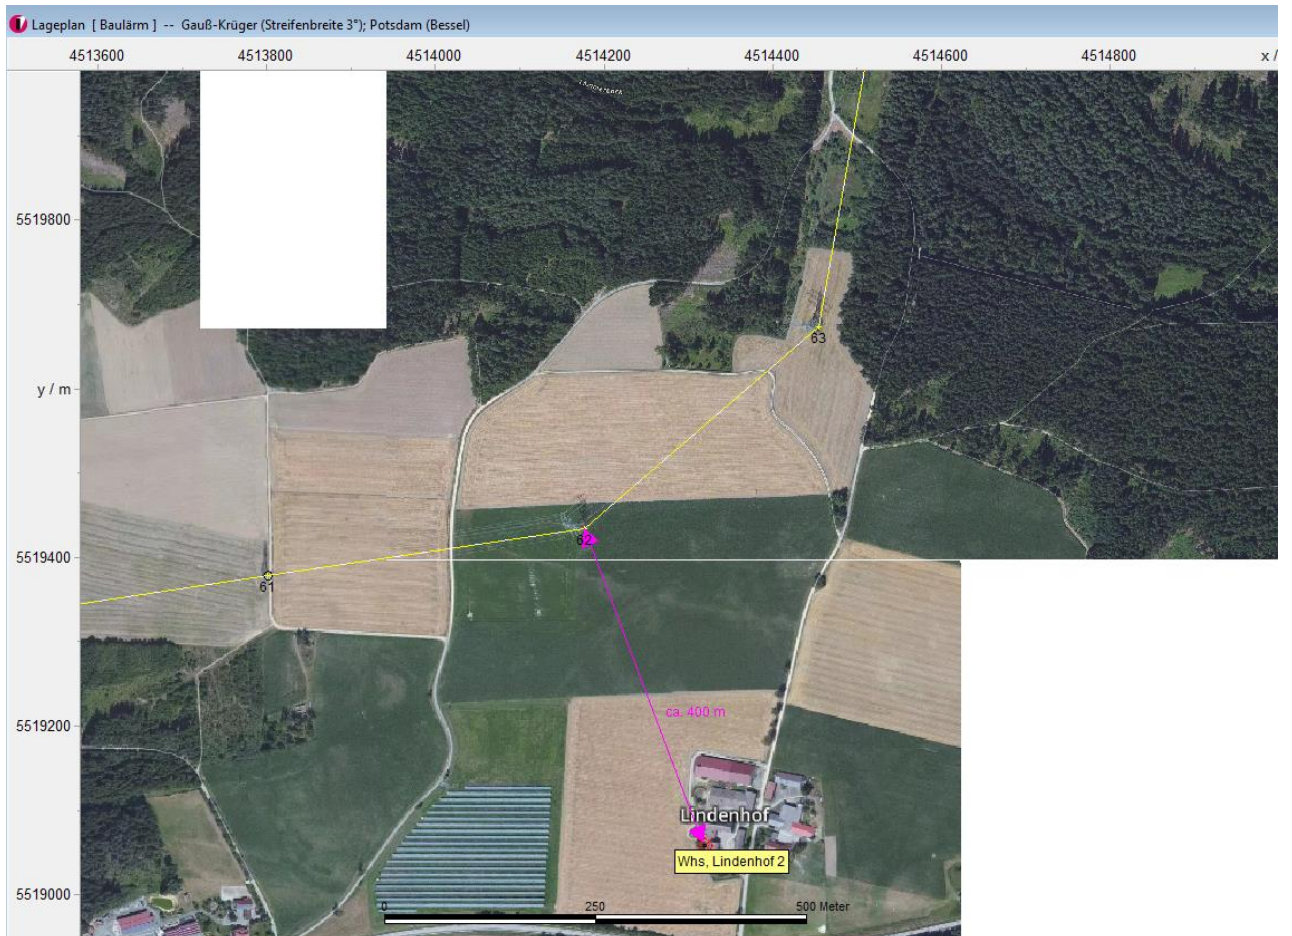 Lageplan [ Baulärm ] -- Gauß-Krüger (Streifenbreite 3°); Potsdam (Bessel)
4513600 4513800 4514000 4514200 4514400 4514600 4514800 x /
5519800
63
y / m
62
5519400
61
ca. 400 m
5519200
Lindenhof
Whs, Lindenhof 2
5519000
0 250 500 Meter